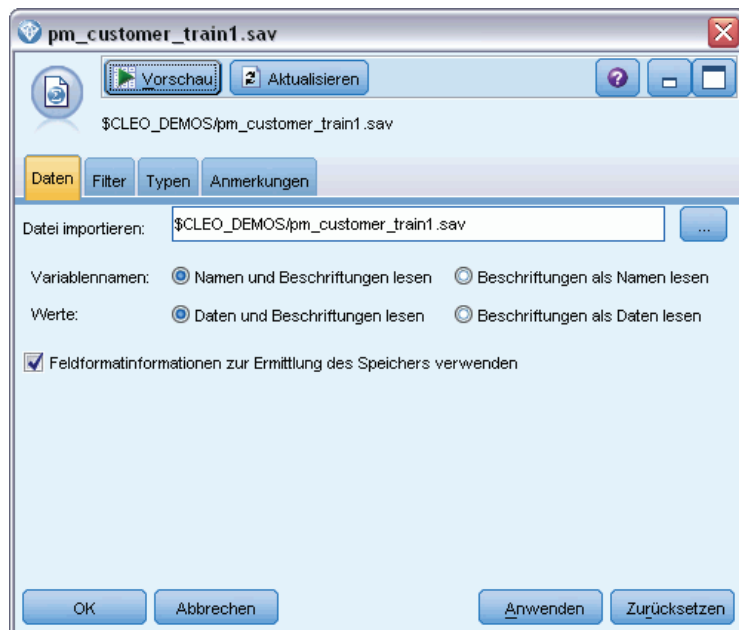 pm_customer_train1.sav
Vorschau Aktualisieren ?
$CLEO_DEMOS/pm_customer_train1.sav
Daten Filter Typen Anmerkungen
Datei importieren: $CLEO_DEMOS/pm_customer_train1.sav ...
Variablennamen: Namen und Beschriftungen lesen Beschriftungen als Namen lesen
Werte: Daten und Beschriftungen lesen Beschriftungen als Daten lesen
Feldformatinformationen zur Ermittlung des Speichers verwenden
OK Abbrechen Anwenden Zurücksetzen